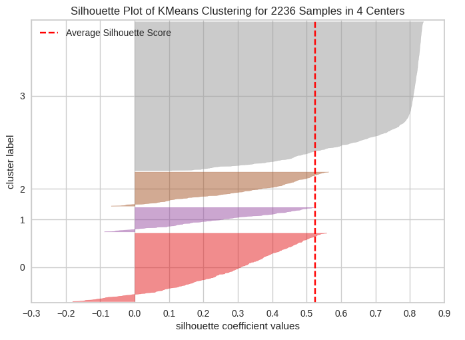 Silhouette Plot of KMeans Clustering for 2236 Samples in 4 Centers
Average Silhouette Score
cluster label
3
2
1
0
−0.3 −0.2 −0.1 0.0 0.1 0.2 0.3 0.4 0.5 0.6 0.7 0.8 0.9
silhouette coefficient values